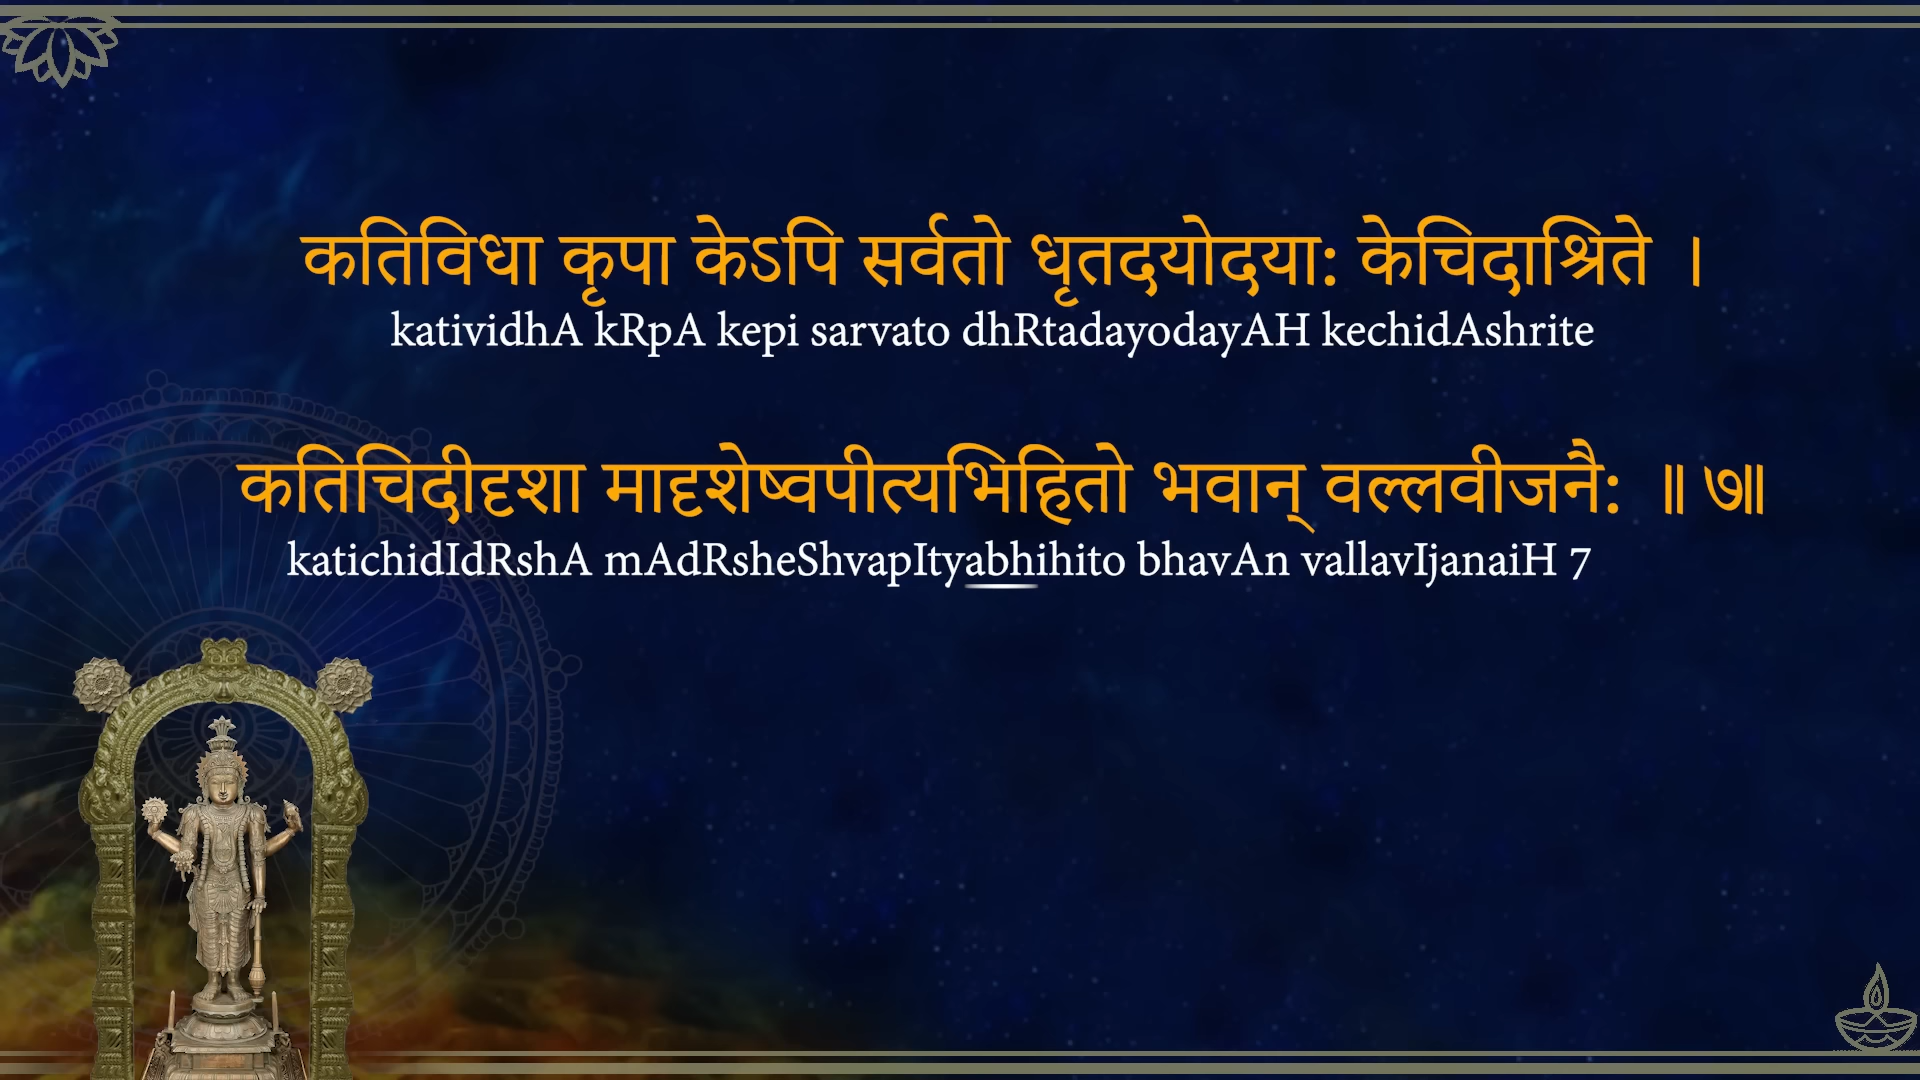 कतिविधा कृपा केऽपि सर्वतो धृतदयोदया: केचिदाश्रिते ।
katividhA kRpA kepi sarvato dhRtadayodayAH kechidAshrite
कतिचिदीदृशा मादृशेष्वपीत्यभिहितो भवान् वल्लवीजनै: ॥ ७॥
katichidIdRshA mAdRsheShvapItyabhihito bhavAn vallavIjanaiH 7